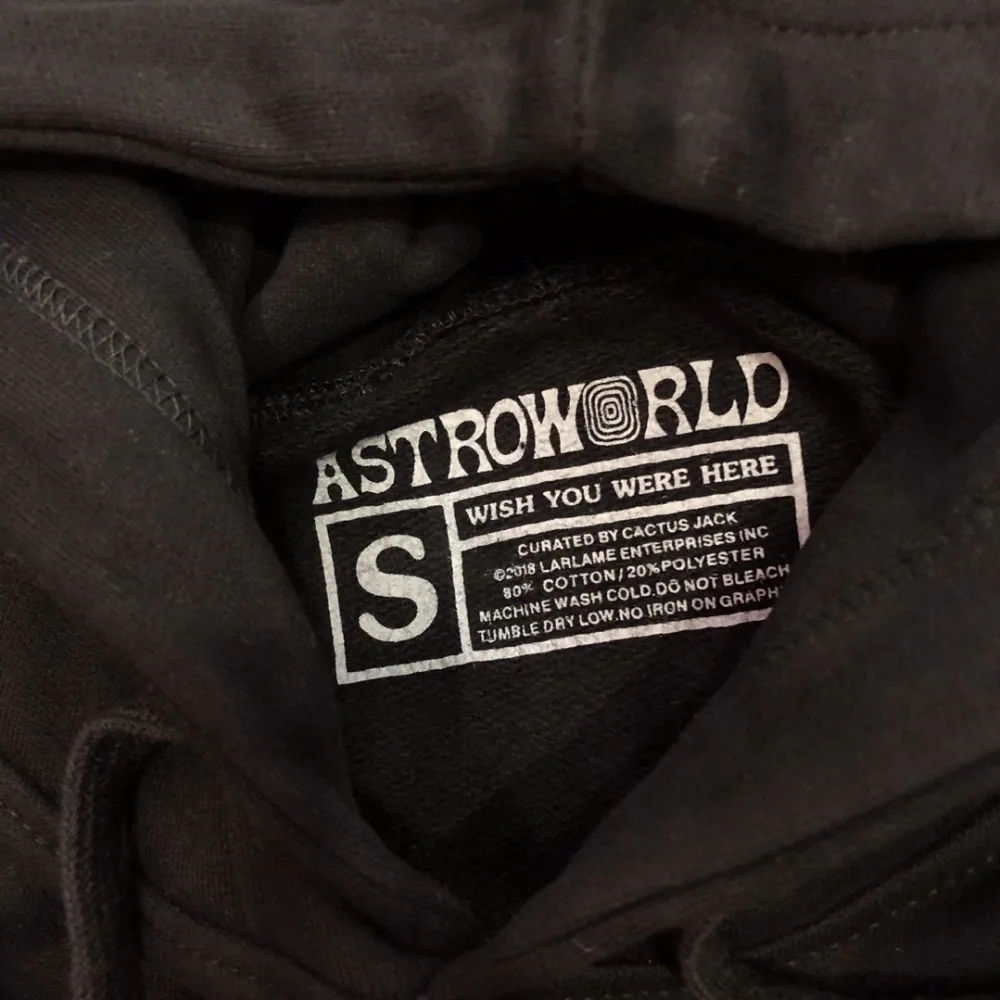 ASTROWORLD
S
WISH YOU WERE HERE
CURATED BY CACTUS JACK
©2018 LARLAME ENTERPRISES INC
80% COTTON / 20%POLYESTER
MACHINE WASH COLD.DO NOT BLEACH
TUMBLE DRY LOW.NO IRON ON GRAPH